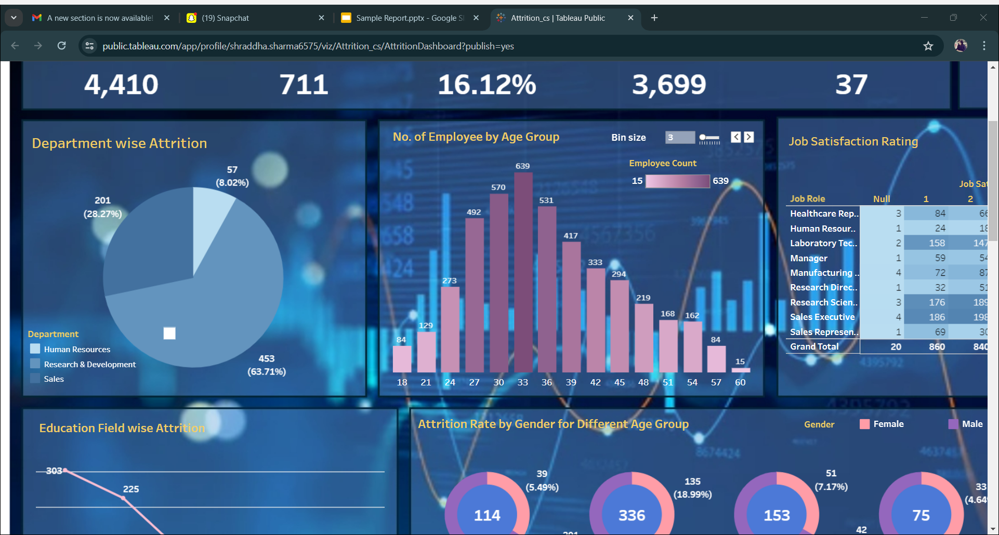 A new section is now available!
(19) Snapchat
Sample Report.pptx - Google Sl
Attrition_cs | Tableau Public
public.tableau.com/app/profile/shraddha.sharma6575/viz/Attrition_cs/AttritionDashboard?publish=yes
4,410 711 16.12% 3,699 37
Department wise Attrition
57
(8.02%)
201
(28.27%)
453
(63.71%)
Department
Human Resources
Research & Development
Sales
No. of Employee by Age Group
Bin size 3
Employee Count
15 639
84 129 273 492 570 639 531 417 333 294 219 168 162 84 15
18 21 24 27 30 33 36 39 42 45 48 51 54 57 60
Job Satisfaction Rating
Job Sat
Job Role Null 1 2
Healthcare Rep.. 3 84 66
Human Resour.. 1 24 18
Laboratory Tec.. 2 158 147
Manager 1 59 54
Manufacturing .. 4 72 87
Research Direc.. 1 32 51
Research Scien.. 3 176 189
Sales Executive 4 186 198
Sales Represen.. 1 69 30
Grand Total 20 860 840
Education Field wise Attrition
303
225
Attrition Rate by Gender for Different Age Group
Gender Female Male
39
(5.49%)
114
135
(18.99%)
336
51
(7.17%)
153
42
33
(4.64%
75